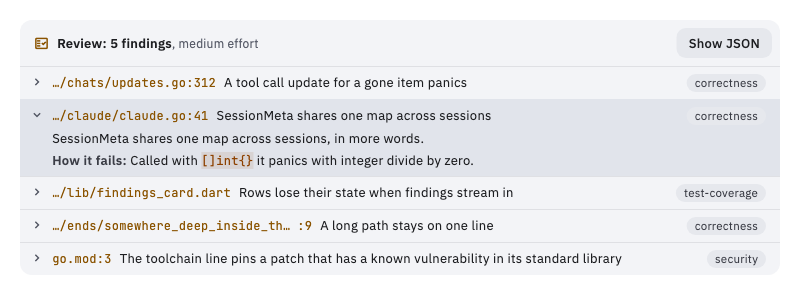 Review: 5 findings, medium effort
Show JSON
…/chats/updates.go:312 A tool call update for a gone item panics correctness
…/claude/claude.go:41 SessionMeta shares one map across sessions correctness
SessionMeta shares one map across sessions, in more words.
How it fails: Called with []int{} it panics with integer divide by zero.
…/lib/findings_card.dart Rows lose their state when findings stream in test-coverage
…/ends/somewhere_deep_inside_th… :9 A long path stays on one line correctness
go.mod:3 The toolchain line pins a patch that has a known vulnerability in its standard library security